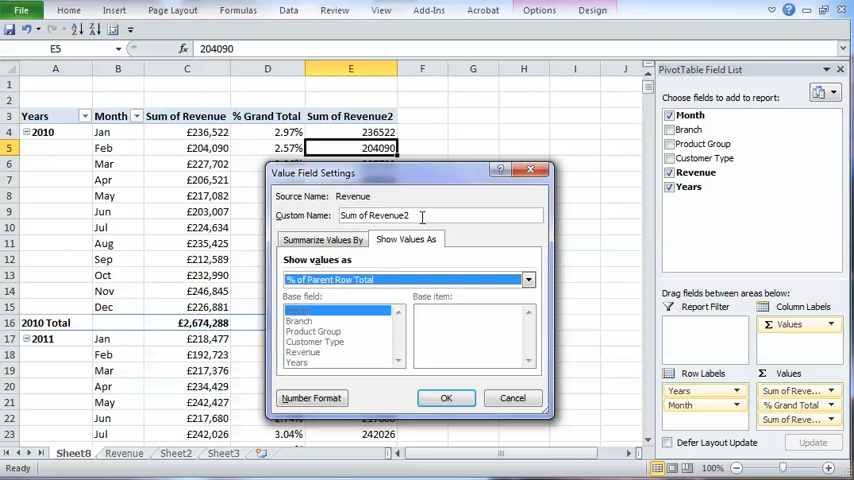 File Home Insert Page Layout Formulas Data Review View Add-Ins Acrobat Options Design
E5 fx 204090
A B C D E F G H I J
1
2
3 Years Month Sum of Revenue % Grand Total Sum of Revenue2
4 2010 Jan £236,522 2.97% 236522
5 Feb £204,090 2.57% 204090
6 Mar £227,702
7 Apr £206,521
8 May £217,082
9 Jun £203,007
10 Jul £224,634
11 Aug £235,425
12 Sep £212,589
13 Oct £232,990
14 Nov £246,845
15 Dec £226,881
16 2010 Total £2,674,288
17 2011 Jan £218,477
18 Feb £192,723
19 Mar £217,376
20 Apr £234,420
21 May
22 Jun £217,680
23 Jul £242,026 3.04% 242026
Value Field Settings
Source Name: Revenue
Custom Name: Sum of Revenue2
Summarize Values By Show Values As
Show values as
% of Parent Row Total
Base field: Base item:
Branch
Product Group
Customer Type
Revenue
Years
Number Format OK Cancel
PivotTable Field List
Choose fields to add to report:
Month
Branch
Product Group
Customer Type
Revenue
Years
Drag fields between areas below:
Report Filter Column Labels
Σ Values
Row Labels Σ Values
Years Sum of Reve...
Month % Grand Total
Sum of Reve...
Defer Layout Update Update
Sheet8 Revenue Sheet2 Sheet3
Ready 100%